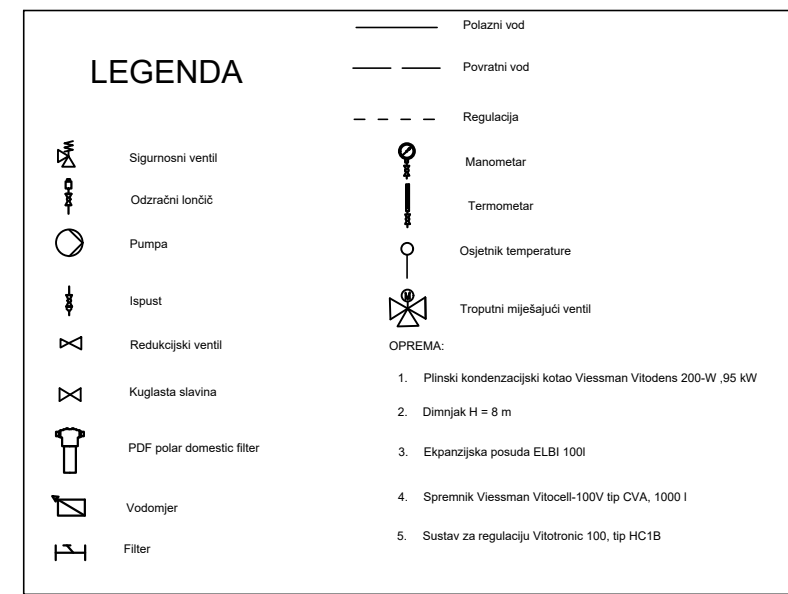 LEGENDA
Sigurnosni ventil
Odzračni lončič
Pumpa
Ispust
Redukcijski ventil
Kuglasta slavina
PDF polar domestic filter
Vodomjer
Filter
Polazni vod
Povratni vod
Regulacija
Manometar
Termometar
Osjetnik temperature
M
Troputni miješajući ventil
OPREMA:
1. Plinski kondenzacijski kotao Viessman Vitodens 200-W ,95 kW
2. Dimnjak H = 8 m
3. Ekpanzijska posuda ELBI 100l
4. Spremnik Viessman Vitocell-100V tip CVA, 1000 l
5. Sustav za regulaciju Vitotronic 100, tip HC1B